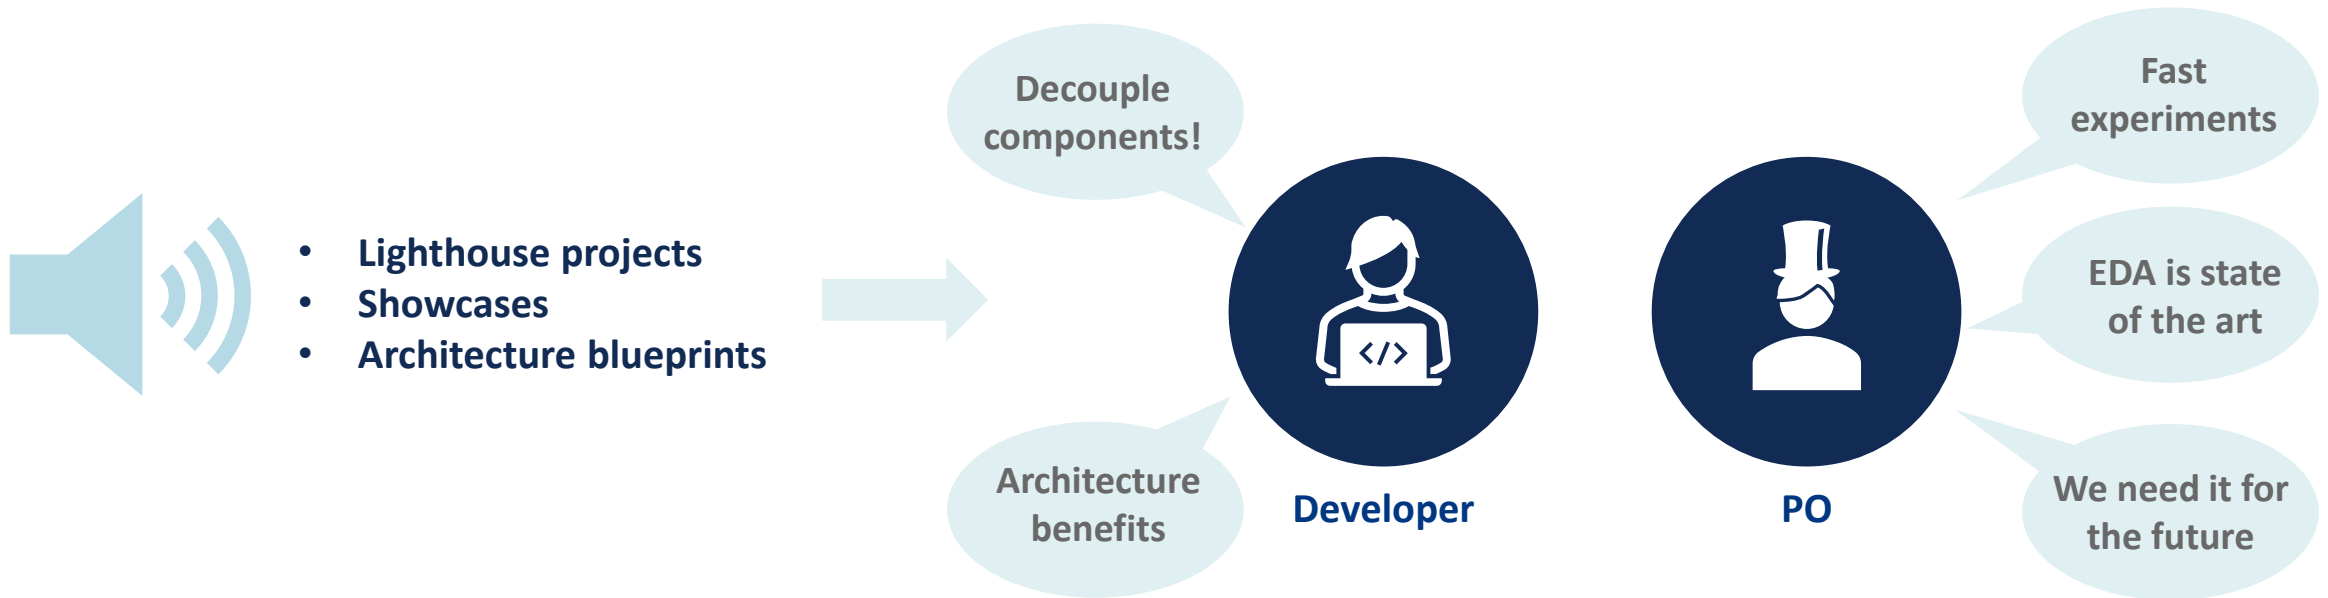 • Lighthouse projects
• Showcases
• Architecture blueprints
Decouple
components!
Architecture
benefits
</>
Developer
PO
Fast
experiments
EDA is state
of the art
We need it for
the future